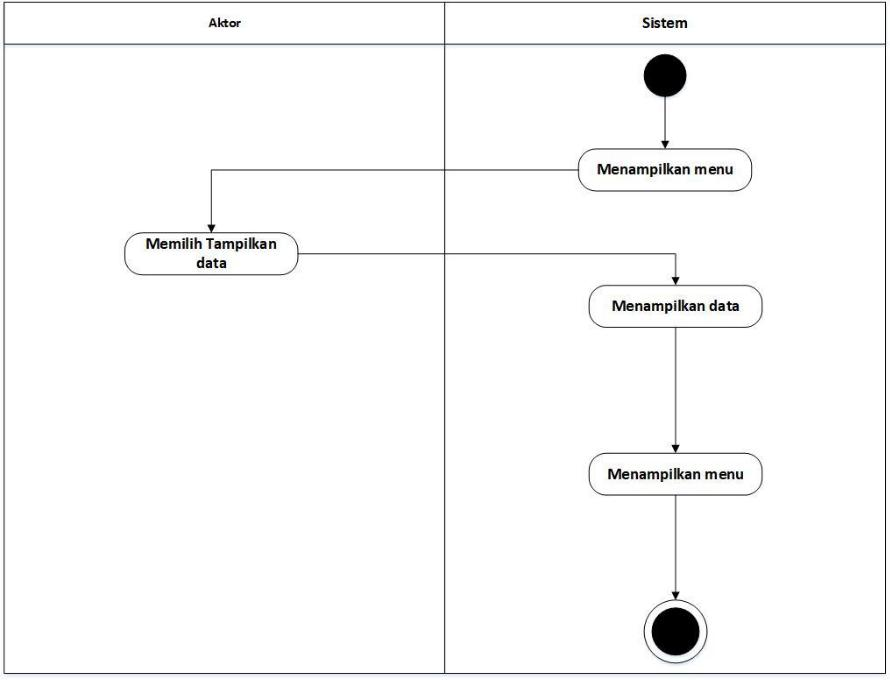 Aktor
Sistem
Menampilkan menu
Memilih Tampilkan
data
Menampilkan data
Menampilkan menu